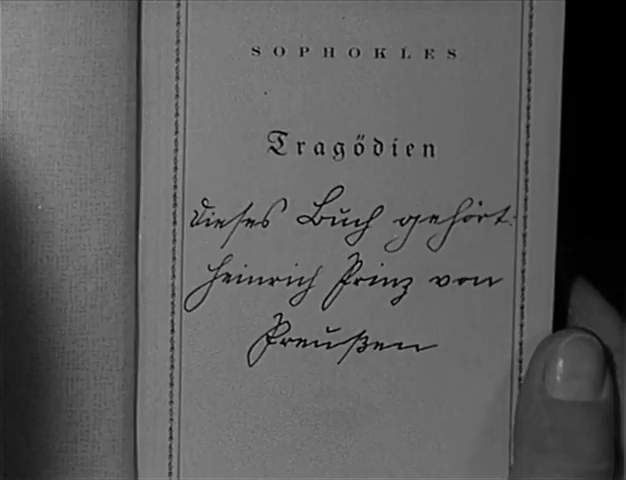 SOPHOKLES
Tragödien
Dieses Buch gehört:
Heinrich Prinz von
Preußen